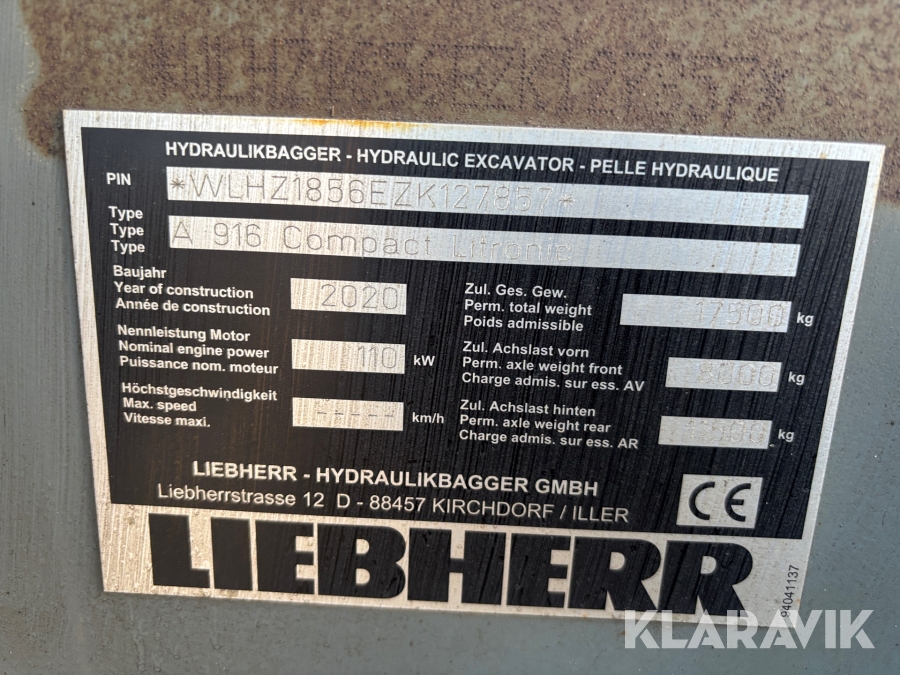 WLHZ1856EZK127857
HYDRAULIKBAGGER - HYDRAULIC EXCAVATOR - PELLE HYDRAULIQUE
PIN *WLHZ1856EZK127857*
Type
Type
Type
A 916 Compact Litronic
Baujahr
Year of construction
Année de construction
2020
Zul. Ges. Gew.
Perm. total weight
Poids admissible
17500 kg
Nennleistung Motor
Nominal engine power
Puissance nom. moteur
110 kW
Zul. Achslast vorn
Perm. axle weight front
Charge admis. sur ess. AV
kg
Höchstgeschwindigkeit
Max. speed
Vitesse maxi.
----- km/h
Zul. Achslast hinten
Perm. axle weight rear
Charge admis. sur ess. AR
kg
LIEBHERR - HYDRAULIKBAGGER GMBH
Liebherrstrasse 12 D - 88457 KIRCHDORF / ILLER
CE
LIEBHERR
94041137
KLARAVIK